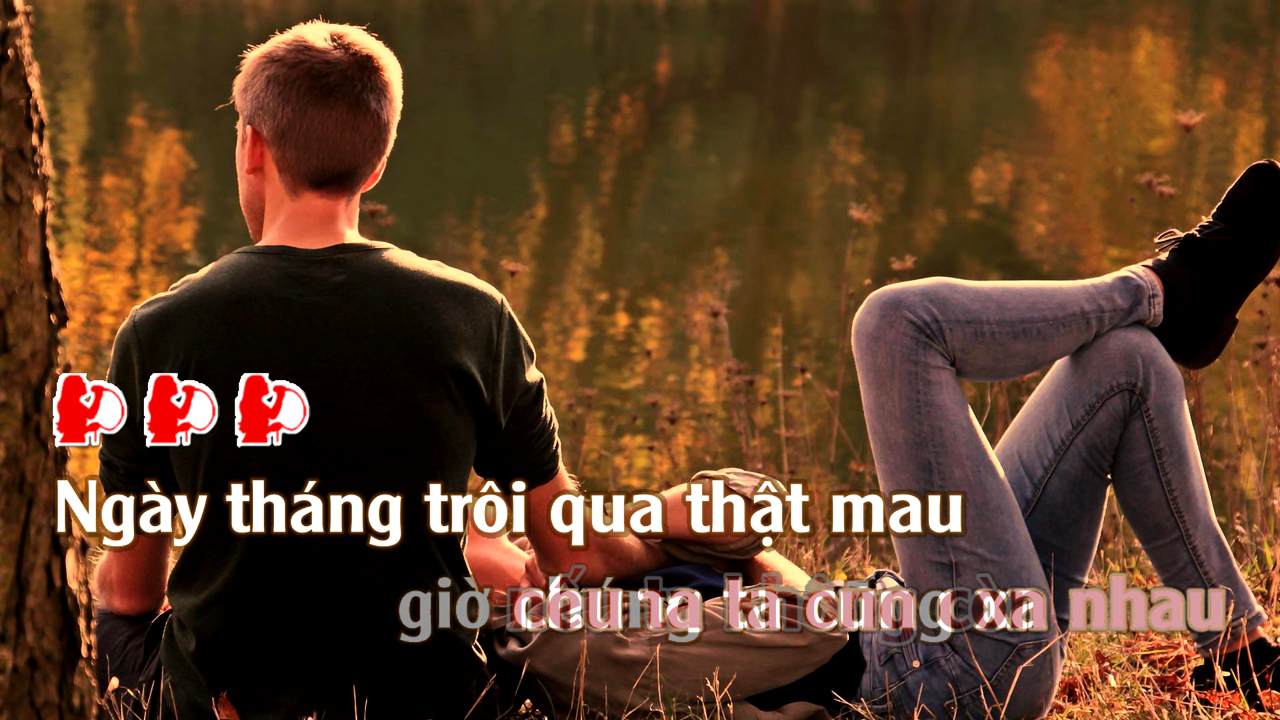 Ngày tháng trôi qua thật mau
giờ chúng ta cũng xa nhau